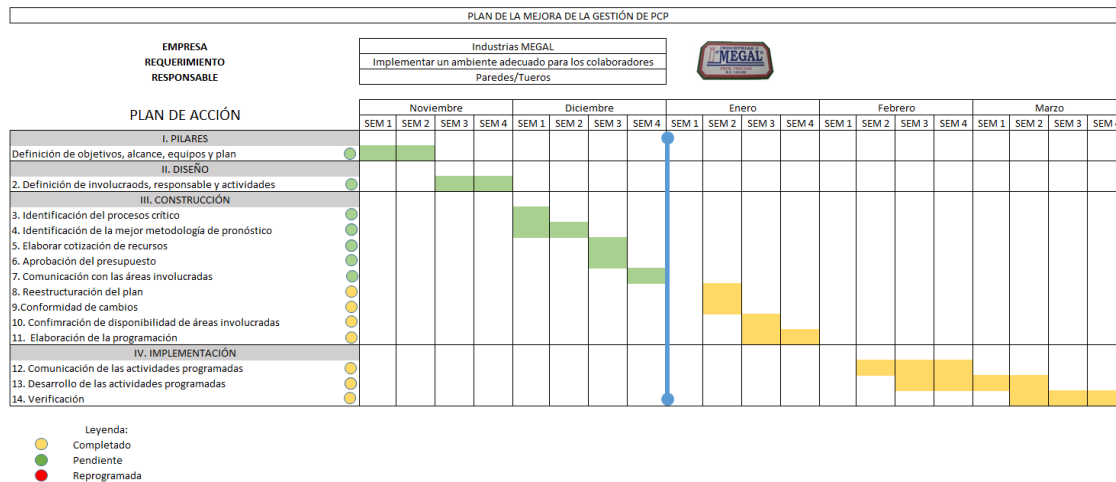 PLAN DE LA MEJORA DE LA GESTIÓN DE PCP
EMPRESA Industrias MEGAL
REQUERIMIENTO Implementar un ambiente adecuado para los colaboradores
RESPONSABLE Paredes/Tueros
INDUSTRIAS
"MEGAL"
PLAN DE ACCIÓN
Noviembre Diciembre Enero Febrero Marzo
SEM 1 SEM 2 SEM 3 SEM 4 SEM 1 SEM 2 SEM 3 SEM 4 SEM 1 SEM 2 SEM 3 SEM 4 SEM 1 SEM 2 SEM 3 SEM 4 SEM 1 SEM 2 SEM 3 SEM 4
I. PILARES
Definición de objetivos, alcance, equipos y plan
II. DISEÑO
2. Definición de involucraods, responsable y actividades
III. CONSTRUCCIÓN
3. Identificación del procesos crítico
4. Identificación de la mejor metodología de pronóstico
5. Elaborar cotización de recursos
6. Aprobación del presupuesto
7. Comunicación con las áreas involucradas
8. Reestructuración del plan
9.Conformidad de cambios
10. Confimración de disponibilidad de áreas involucradas
11. Elaboración de la programación
IV. IMPLEMENTACIÓN
12. Comunicación de las actividades programadas
13. Desarrollo de las actividades programadas
14. Verificación
Leyenda:
Completado
Pendiente
Reprogramada